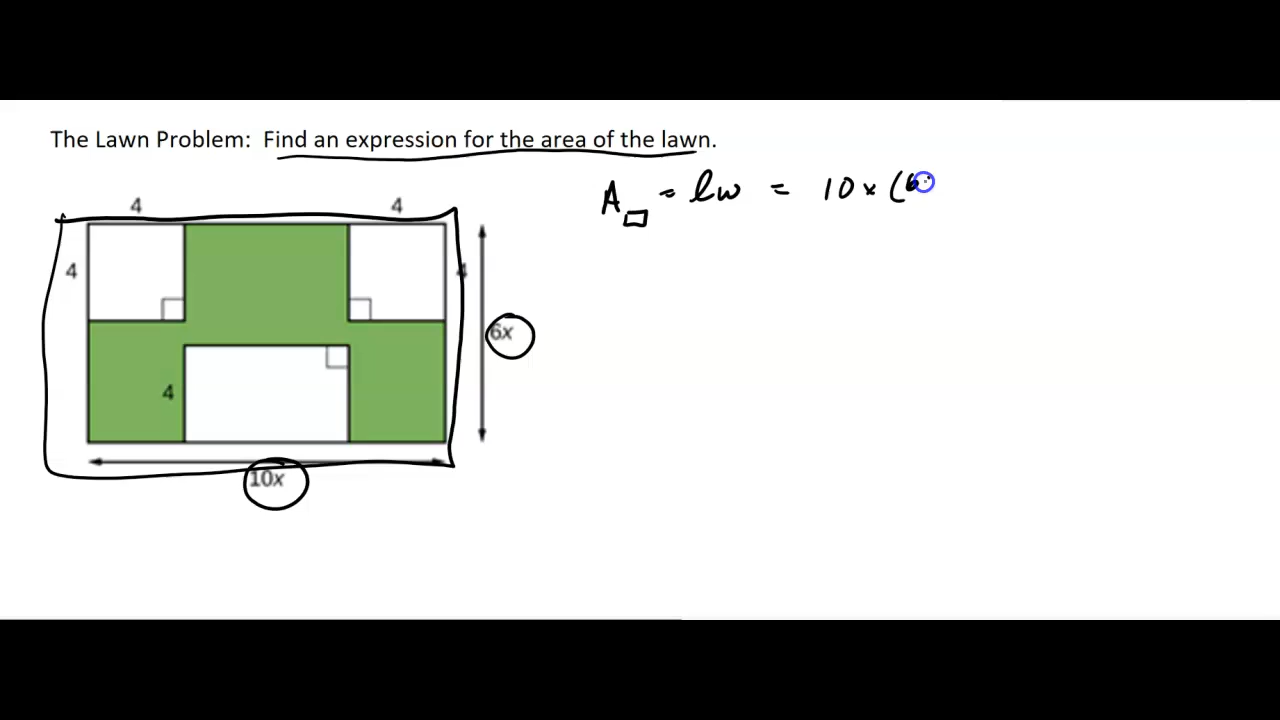 The Lawn Problem: Find an expression for the area of the lawn.
A▭ = lw = 10x(6
4 4
4 4
6x
4
10x